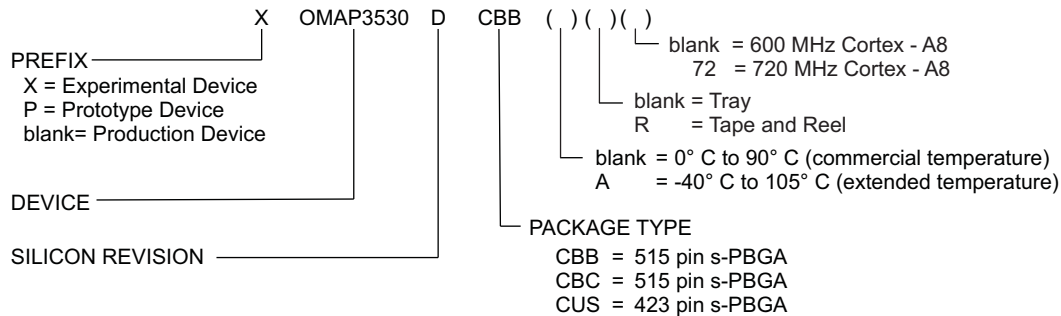 X OMAP3530 D CBB ( ) ( ) ( )
PREFIX
X = Experimental Device
P = Prototype Device
blank= Production Device
blank = 600 MHz Cortex - A8
72 = 720 MHz Cortex - A8
blank = Tray
R = Tape and Reel
blank = 0° C to 90° C (commercial temperature)
A = -40° C to 105° C (extended temperature)
DEVICE
SILICON REVISION
PACKAGE TYPE
CBB = 515 pin s-PBGA
CBC = 515 pin s-PBGA
CUS = 423 pin s-PBGA